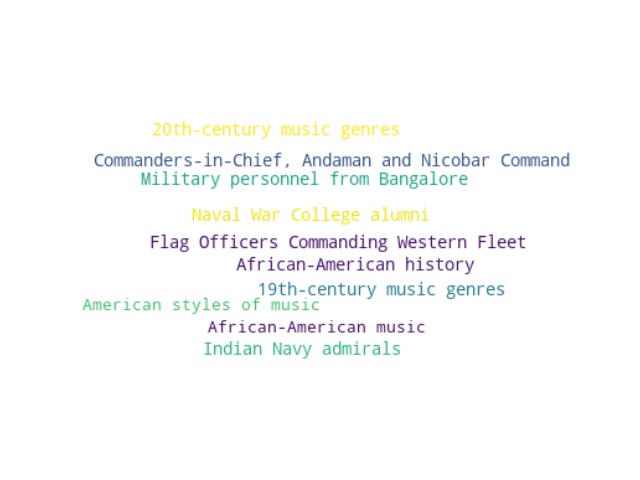 20th-century music genres
Commanders-in-Chief, Andaman and Nicobar Command
Military personnel from Bangalore
Naval War College alumni
Flag Officers Commanding Western Fleet
African-American history
19th-century music genres
American styles of music
African-American music
Indian Navy admirals